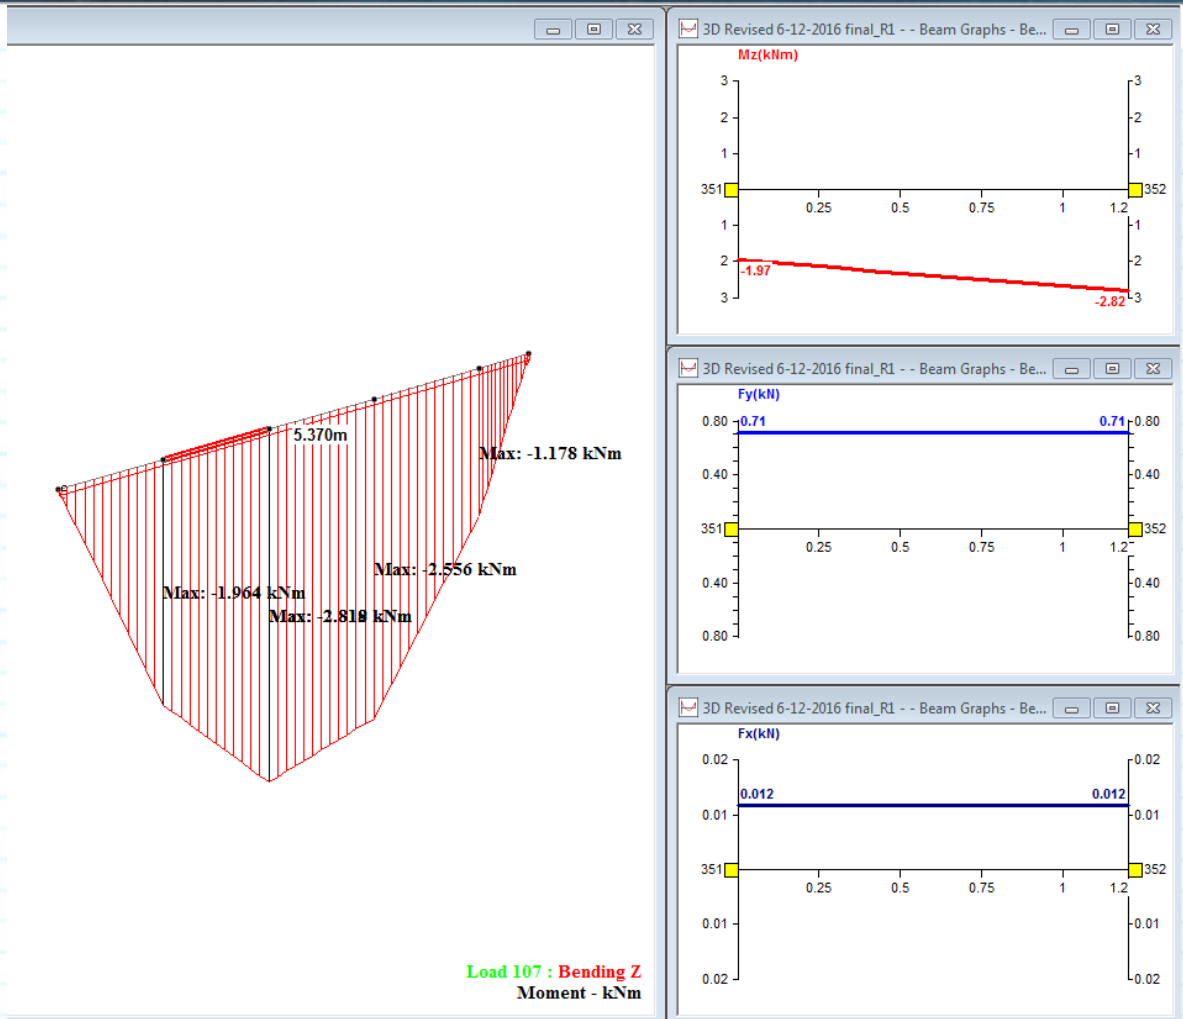 5.370m
Max: -1.178 kNm
Max: -2.556 kNm
Max: -1.964 kNm
Max: -2.818 kNm
Load 107 : Bending Z
Moment - kNm
3D Revised 6-12-2016 final_R1 - - Beam Graphs - Be...
Mz(kNm)
3 3
2 2
1 1
351 352
0.25 0.5 0.75 1 1.2
1 1
2 2
-1.97
3 -2.82 3
3D Revised 6-12-2016 final_R1 - - Beam Graphs - Be...
Fy(kN)
0.80 0.71 0.71 0.80
0.40 0.40
351 352
0.25 0.5 0.75 1 1.2
0.40 0.40
0.80 0.80
3D Revised 6-12-2016 final_R1 - - Beam Graphs - Be...
Fx(kN)
0.02 0.02
0.012 0.012
0.01 0.01
351 352
0.25 0.5 0.75 1 1.2
0.01 0.01
0.02 0.02